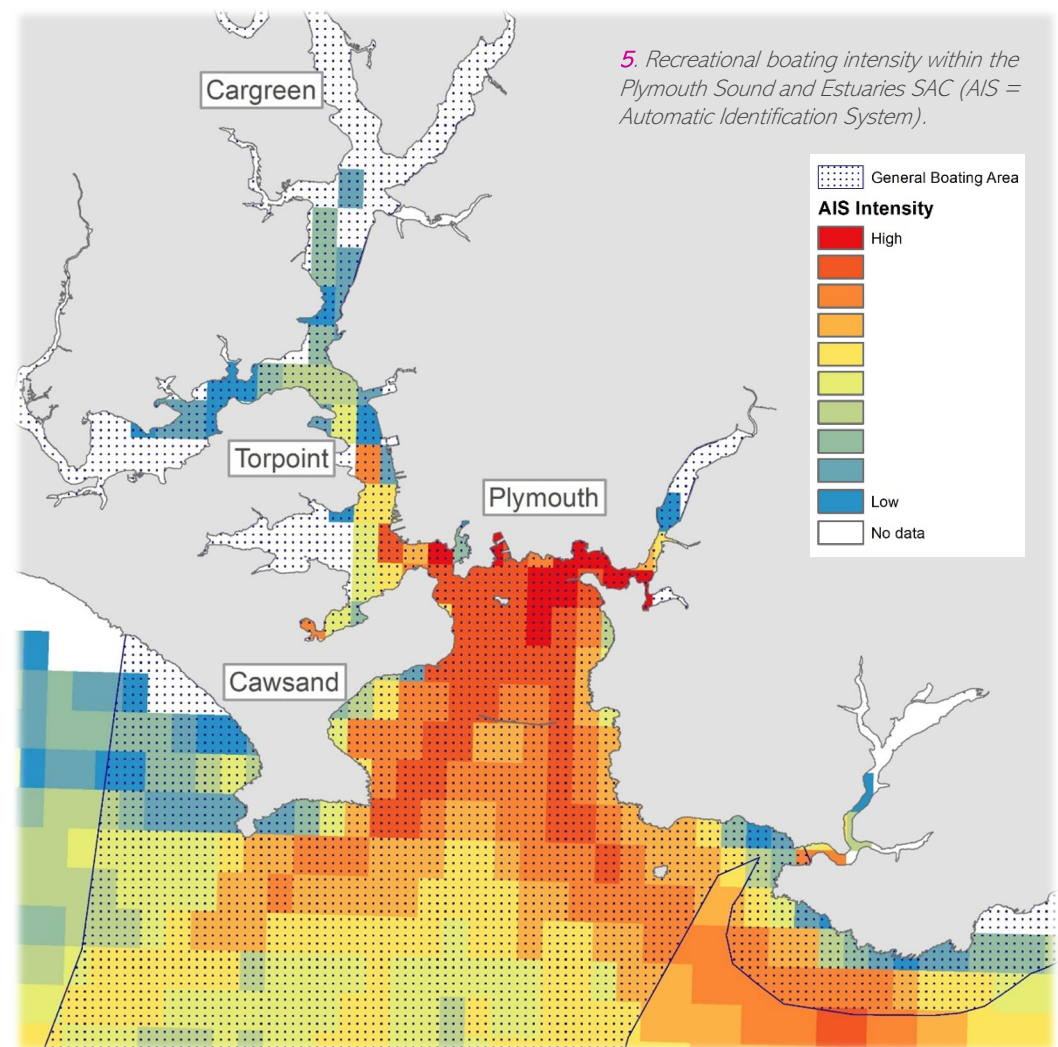 Cargreen
5. Recreational boating intensity within the
Plymouth Sound and Estuaries SAC (AIS =
Automatic Identification System).
General Boating Area
AIS Intensity
High
Low
No data
Torpoint
Plymouth
Cawsand